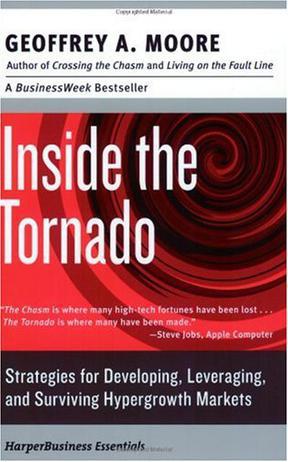 GEOFFREY A. MOORE
Author of Crossing the Chasm and Living on the Fault Line
A BusinessWeek Bestseller
Inside the
Tornado
"The Chasm is where many high-tech fortunes have been lost . . .
The Tornado is where many have been made."
—Steve Jobs, Apple Computer
Strategies for Developing, Leveraging,
and Surviving Hypergrowth Markets
HarperBusiness Essentials